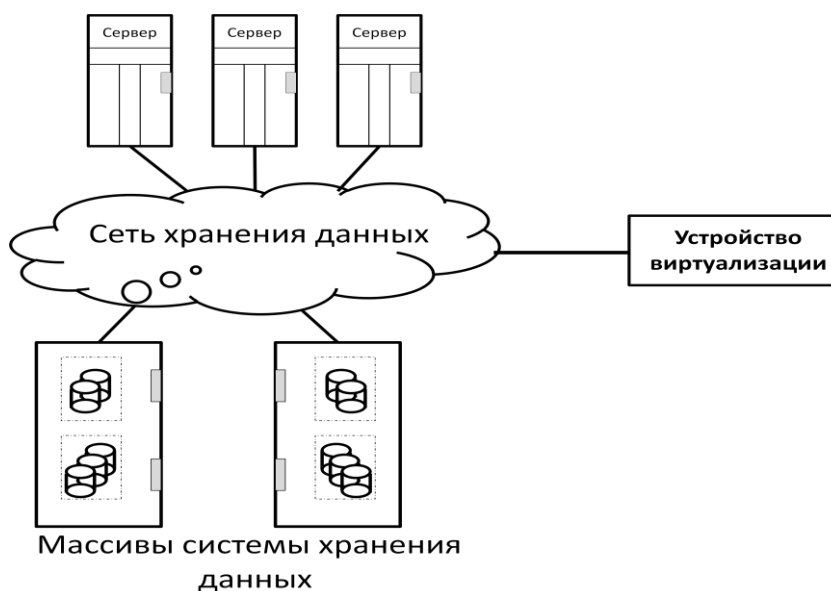 Сервер
Сервер
Сервер
Сеть хранения данных
Устройство
виртуализации
Массивы системы хранения
данных